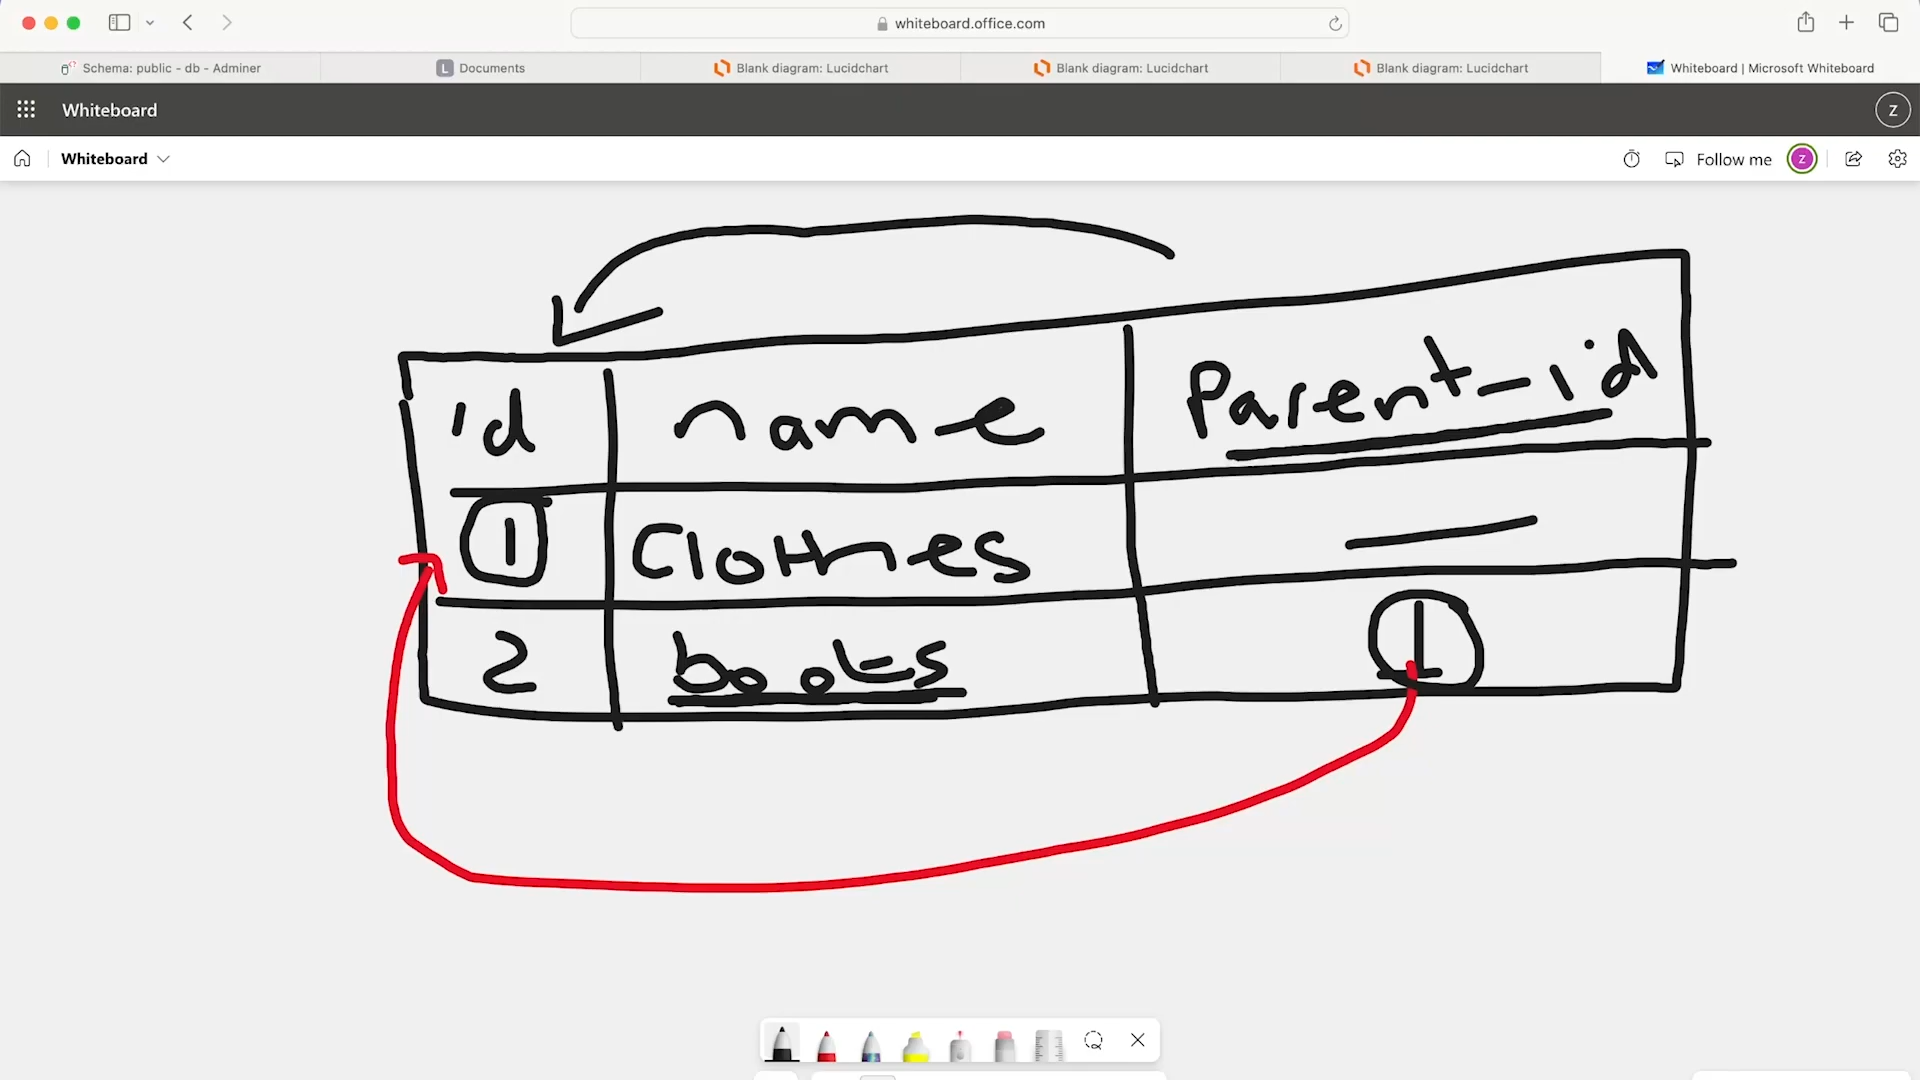 whiteboard.office.com
Schema: public - db - Adminer
L Documents
Blank diagram: Lucidchart
Blank diagram: Lucidchart
Blank diagram: Lucidchart
Whiteboard | Microsoft Whiteboard
Whiteboard
Z
Whiteboard
Follow me
Z
id name Parent_id
1 Clothes —
2 books 1